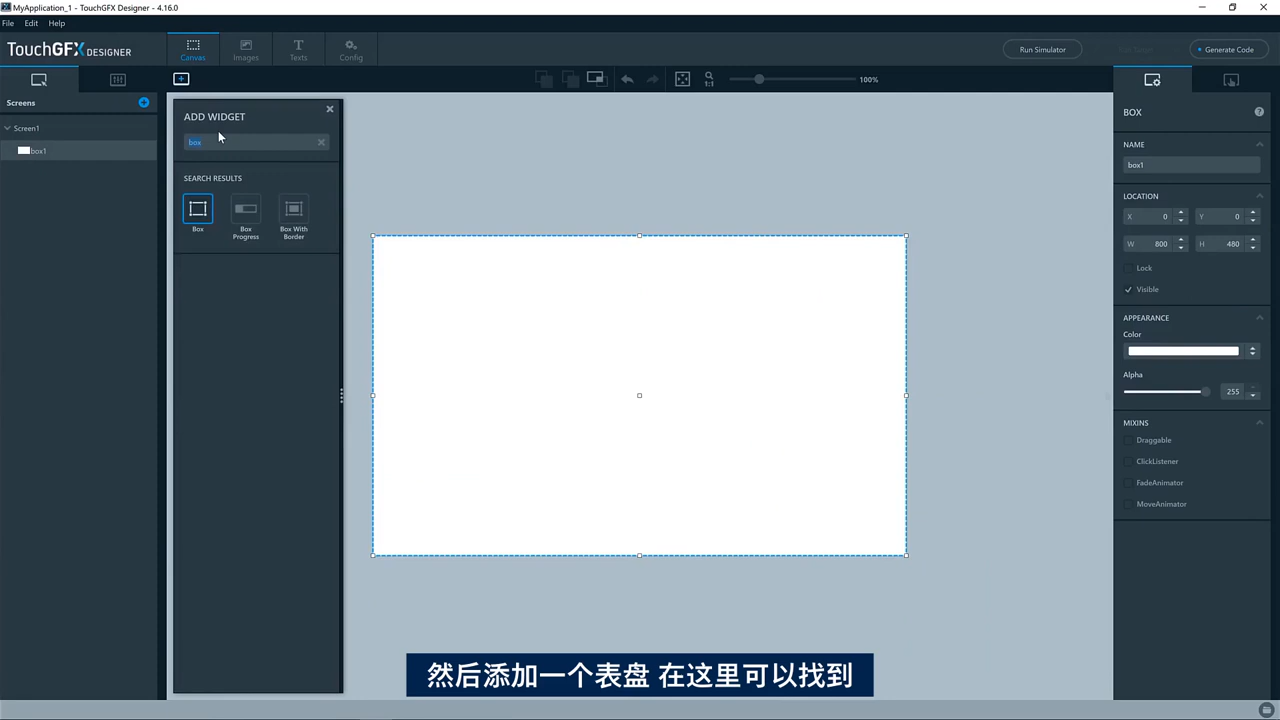 MyApplication_1 - TouchGFX Designer - 4.16.0
File Edit Help
TouchGFX DESIGNER
Canvas Images Texts Config
Run Simulator
Generate Code
100%
Screens
Screen1
box1
ADD WIDGET
box
SEARCH RESULTS
Box
Box Progress
Box With Border
BOX
NAME
box1
LOCATION
X 0 Y 0
W 800 H 480
Lock
Visible
APPEARANCE
Color
Alpha
255
MIXINS
Draggable
ClickListener
FadeAnimator
MoveAnimator
然后添加一个表盘 在这里可以找到